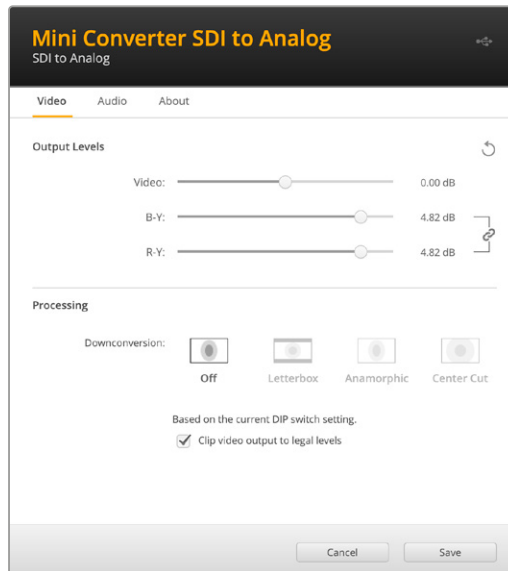 Mini Converter SDI to Analog
SDI to Analog
Video Audio About
Output Levels
Video: 0.00 dB
B-Y: 4.82 dB
R-Y: 4.82 dB
Processing
Downconversion:
Off Letterbox Anamorphic Center Cut
Based on the current DIP switch setting.
Clip video output to legal levels
Cancel Save